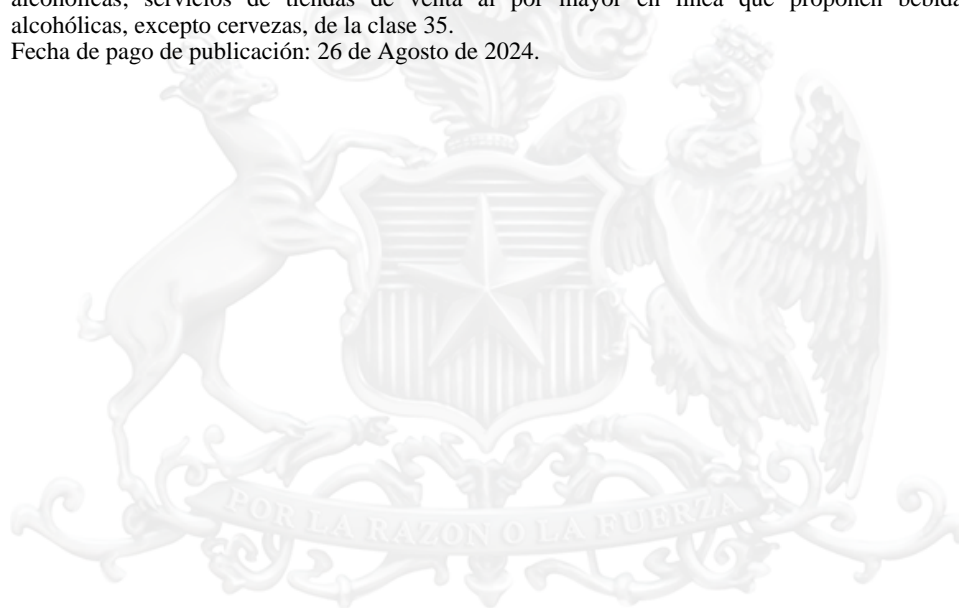 alcohólicas, servicios de tiendas de venta al por mayor en línea que proponen bebida
alcohólicas, excepto cervezas, de la clase 35.
Fecha de pago de publicación: 26 de Agosto de 2024.
POR LA RAZON O LA FUERZA